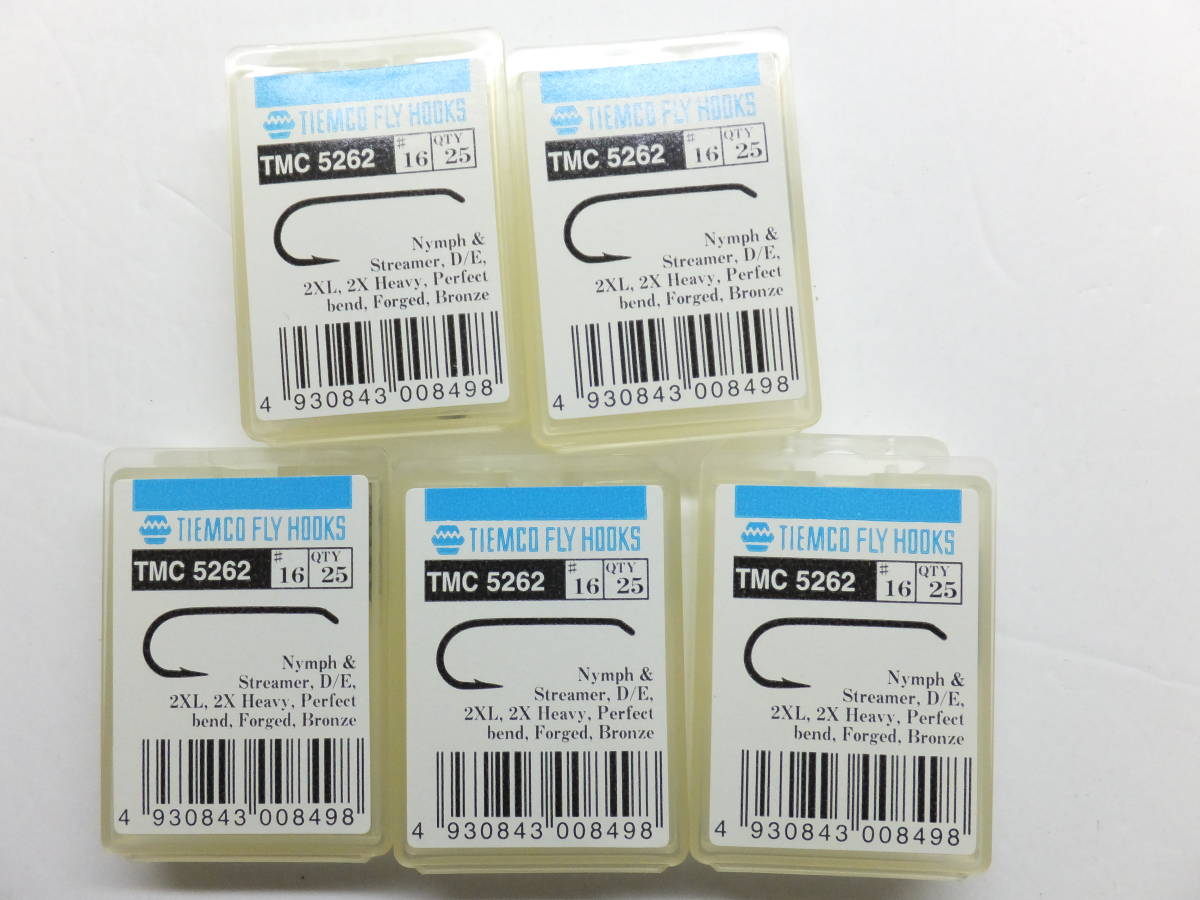 TIEMCO FLY HOOKS
TMC 5262 # 16 QTY 25
Nymph &
Streamer, D/E,
2XL, 2X Heavy, Perfect
bend, Forged, Bronze
4 930843 008498
TIEMCO FLY HOOKS
TMC 5262 # 16 QTY 25
Nymph &
Streamer, D/E,
2XL, 2X Heavy, Perfect
bend, Forged, Bronze
4 930843 008498
TIEMCO FLY HOOKS
TMC 5262 # 16 QTY 25
Nymph &
Streamer, D/E,
2XL, 2X Heavy, Perfect
bend, Forged, Bronze
4 930843 008498
TIEMCO FLY HOOKS
TMC 5262 # 16 QTY 25
Nymph &
Streamer, D/E,
2XL, 2X Heavy, Perfect
bend, Forged, Bronze
4 930843 008498
TIEMCO FLY HOOKS
TMC 5262 # 16 QTY 25
Nymph &
Streamer, D/E,
2XL, 2X Heavy, Perfect
bend, Forged, Bronze
4 930843 008498